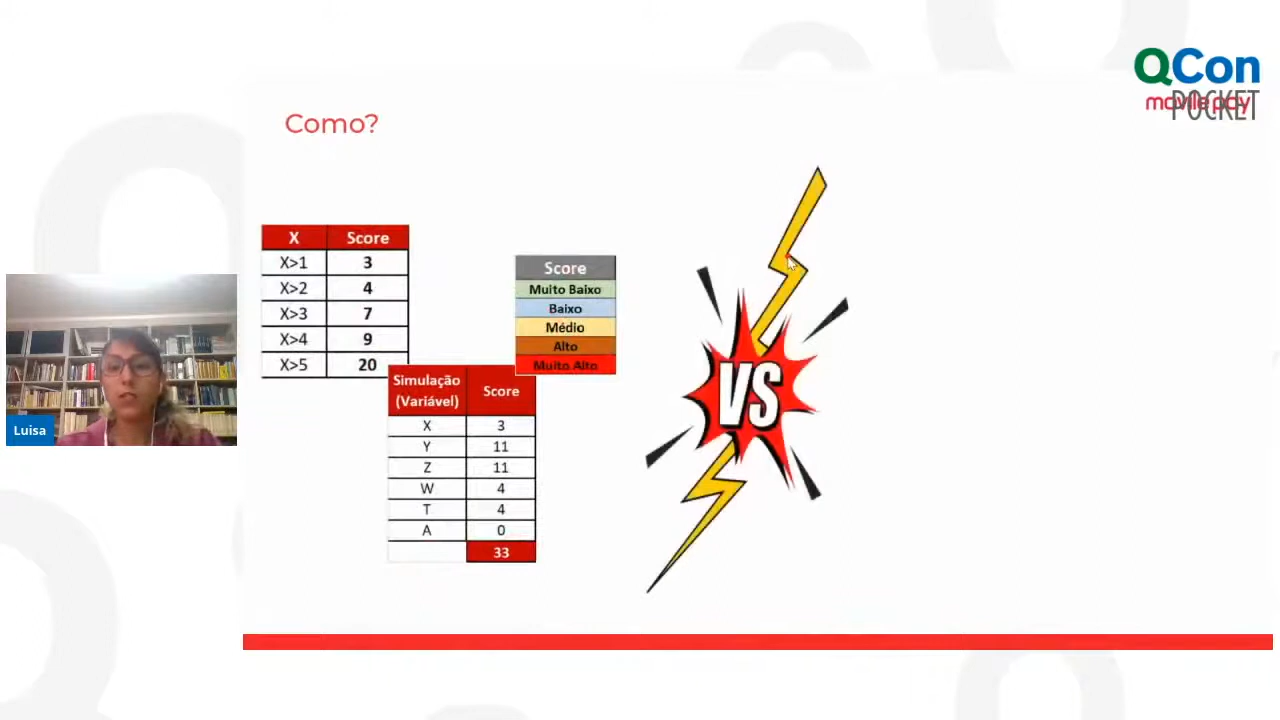 QCon
movile pay
POCKET
Como?
X Score
X>1 3
X>2 4
X>3 7
X>4 9
X>5 20
Score
Muito Baixo
Baixo
Médio
Alto
Muito Alto
Simulação
(Variável) Score
X 3
Y 11
Z 11
W 4
T 4
A 0
33
VS
Luisa